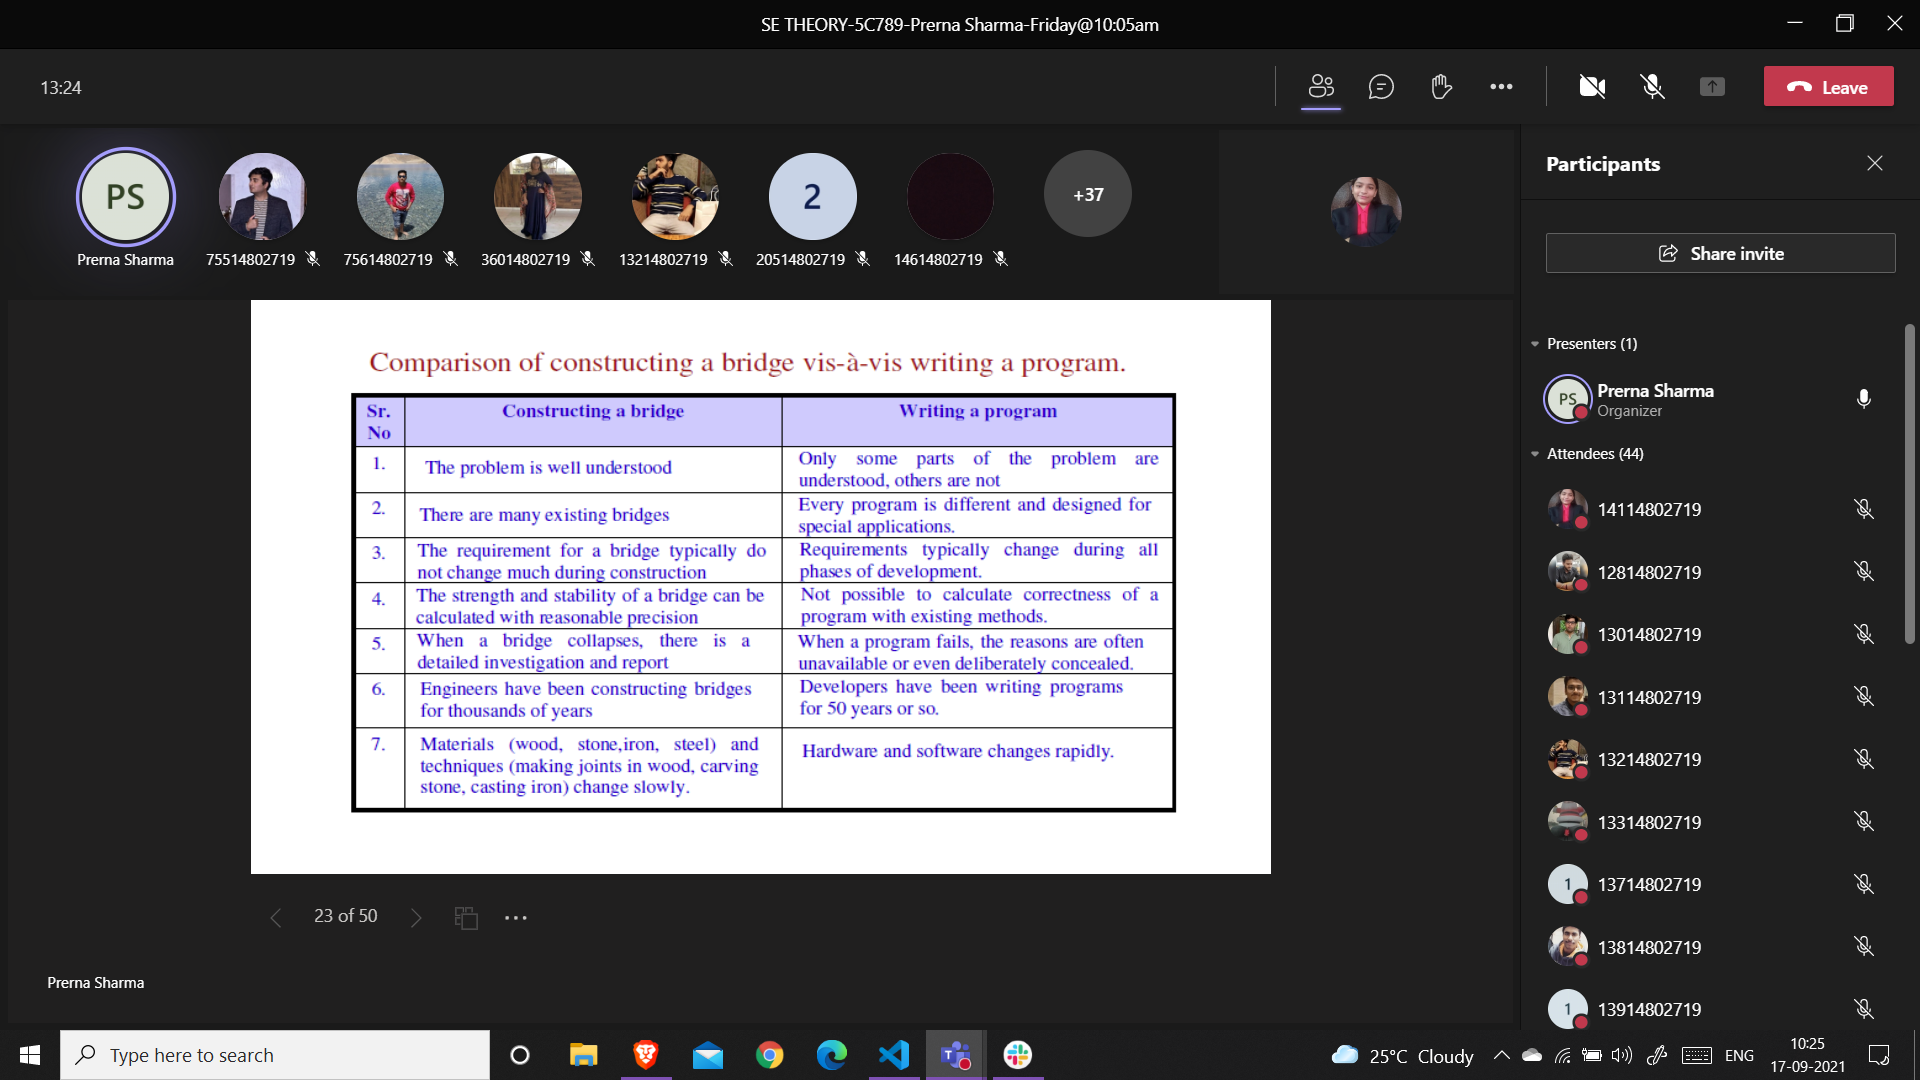 SE THEORY-5C789-Prerna Sharma-Friday@10:05am
13:24
Leave
PS
2
+37
Prerna Sharma
75514802719
75614802719
36014802719
13214802719
20514802719
14614802719
Participants
Share invite
Presenters (1)
PS
Prerna Sharma
Organizer
Attendees (44)
14114802719
12814802719
13014802719
13114802719
13214802719
13314802719
1
13714802719
13814802719
1
13914802719
Comparison of constructing a bridge vis-à-vis writing a program.
Sr. No
Constructing a bridge
Writing a program
1.
The problem is well understood
Only some parts of the problem are
understood, others are not
2.
There are many existing bridges
Every program is different and designed for
special applications.
3.
The requirement for a bridge typically do
not change much during construction
Requirements typically change during all
phases of development.
4.
The strength and stability of a bridge can be
calculated with reasonable precision
Not possible to calculate correctness of a
program with existing methods.
5.
When a bridge collapses, there is a
detailed investigation and report
When a program fails, the reasons are often
unavailable or even deliberately concealed.
6.
Engineers have been constructing bridges
for thousands of years
Developers have been writing programs
for 50 years or so.
7.
Materials (wood, stone,iron, steel) and
techniques (making joints in wood, carving
stone, casting iron) change slowly.
Hardware and software changes rapidly.
23 of 50
Prerna Sharma
Type here to search
25°C Cloudy
ENG
10:25
17-09-2021